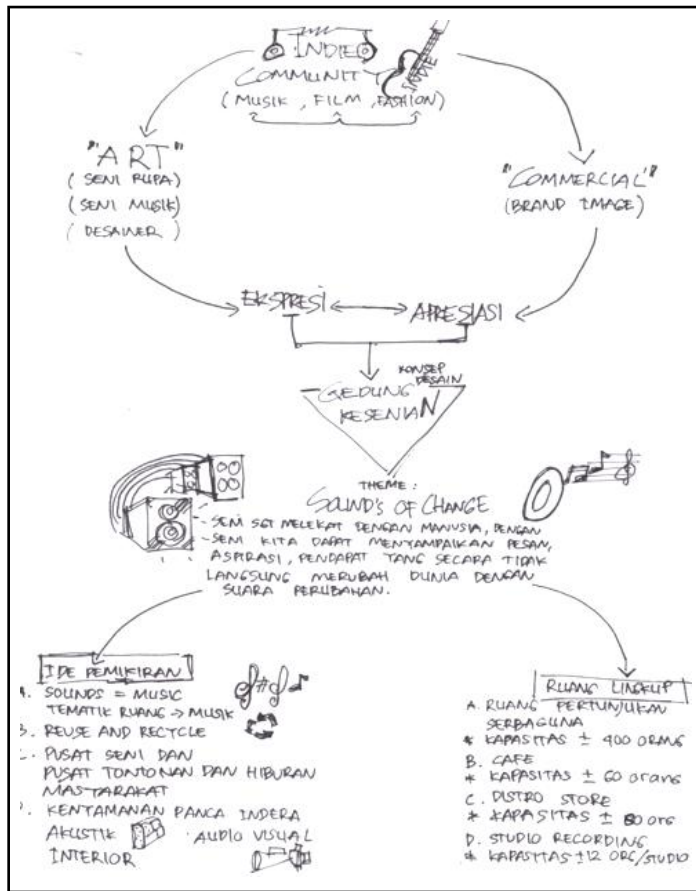 INDIE
COMMUNITY
INDIE
(MUSIK, FILM, FASHION)
"ART"
(SENI RUPA)
(SENI MUSIK)
(DESAINER)
"COMMERCIAL"
(BRAND IMAGE)
EKSPRESI
APRESIASI
KONSEP
DESAIN
GEDUNG
KESENIAN
THEME:
SOUND'S OF CHANGE
- SENI SGT MELEKAT DENGAN MANUSIA, DENGAN
- SENI KITA DAPAT MENYAMPAIKAN PESAN,
ASPIRASI, PENDAPAT YANG SECARA TIDAK
LANGSUNG MERUBAH DUNIA DENGAN
SUARA PERUBAHAN.
IDE PEMIKIRAN
A. SOUNDS = MUSIC
TEMATIK RUANG → MUSIK
B. REUSE AND RECYCLE
C. PUSAT SENI DAN
PUSAT TONTONAN DAN HIBURAN
MASYARAKAT
D. KENYAMANAN PANCA INDERA
AKUSTIK AUDIO VISUAL
INTERIOR
RUANG LINGKUP
A. RUANG PERTUNJUKAN
SERBAGUNA
* KAPASITAS ± 400 ORANG
B. CAFE
* KAPASITAS ± 60 orang
C. DISTRO STORE
* KAPASITAS ± 80 org
D. STUDIO RECORDING
* KAPASITAS ±12 ORG/STUDIO